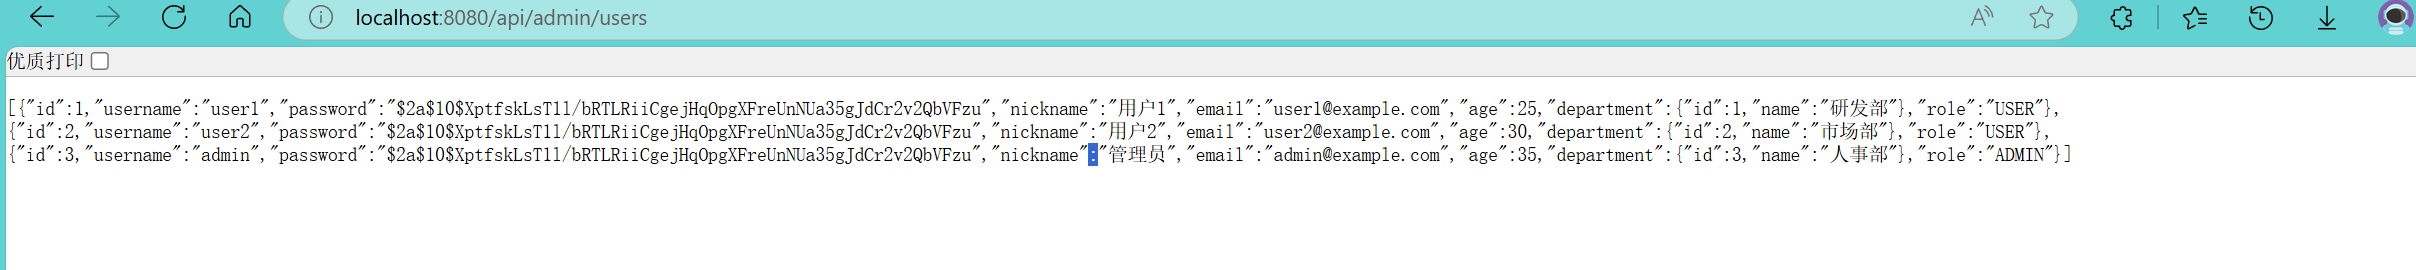 localhost:8080/api/admin/users
优质打印
[{"id":1,"username":"user1","password":"$2a$10$XptfskLsT1l/bRTLRiiCgejHqOpgXFreUnNUa35gJdCr2v2QbVFzu","nickname":"用户1","email":"user1@example.com","age":25,"department":{"id":1,"name":"研发部"},"role":"USER"},
{"id":2,"username":"user2","password":"$2a$10$XptfskLsT1l/bRTLRiiCgejHqOpgXFreUnNUa35gJdCr2v2QbVFzu","nickname":"用户2","email":"user2@example.com","age":30,"department":{"id":2,"name":"市场部"},"role":"USER"},
{"id":3,"username":"admin","password":"$2a$10$XptfskLsT1l/bRTLRiiCgejHqOpgXFreUnNUa35gJdCr2v2QbVFzu","nickname":"管理员","email":"admin@example.com","age":35,"department":{"id":3,"name":"人事部"},"role":"ADMIN"}]